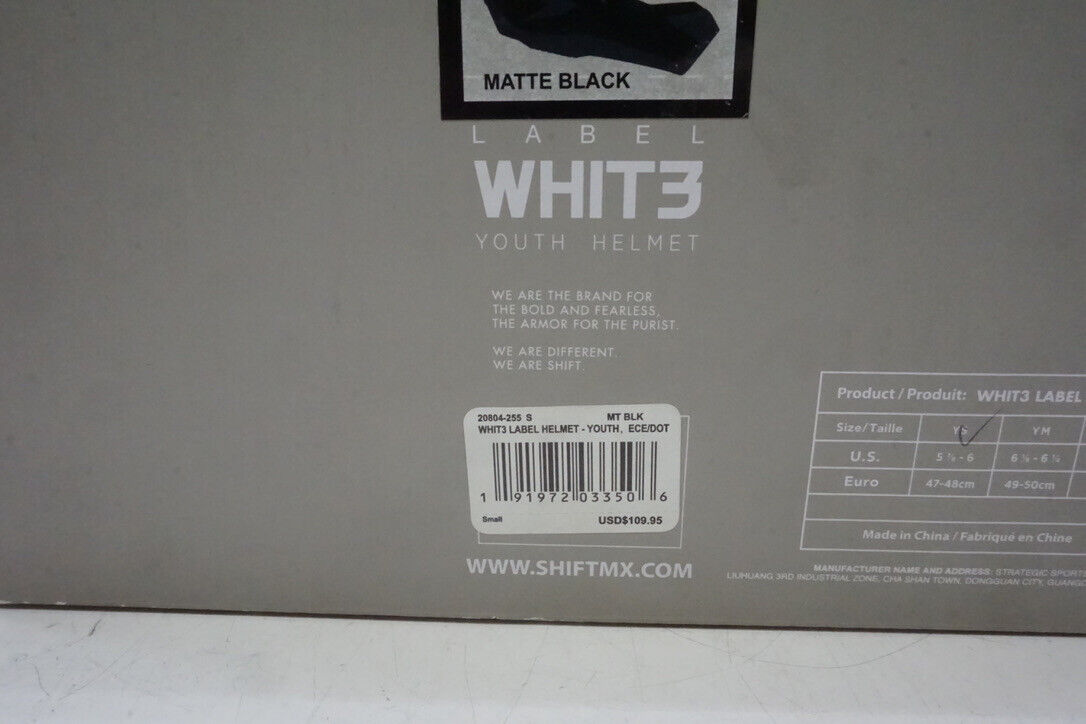 MATTE BLACK
LABEL
WHIT3
YOUTH HELMET
WE ARE THE BRAND FOR
THE BOLD AND FEARLESS,
THE ARMOR FOR THE PURIST.
WE ARE DIFFERENT.
WE ARE SHIFT.
20804-255 S MT BLK
WHIT3 LABEL HELMET - YOUTH, ECE/DOT
1 91972 03350 6
Small USD$109.95
WWW.SHIFTMX.COM
Product / Produit: WHIT3 LABEL
Size/Taille YS YM
U.S. 5 ⅞ - 6 6 ⅛ - 6 ¼
Euro 47-48cm 49-50cm
Made in China / Fabriqué en Chine
MANUFACTURER NAME AND ADDRESS: STRATEGIC SPORT
LIUHUANG 3RD INDUSTRIAL ZONE, CHA SHAN TOWN, DONGGUAN CITY,